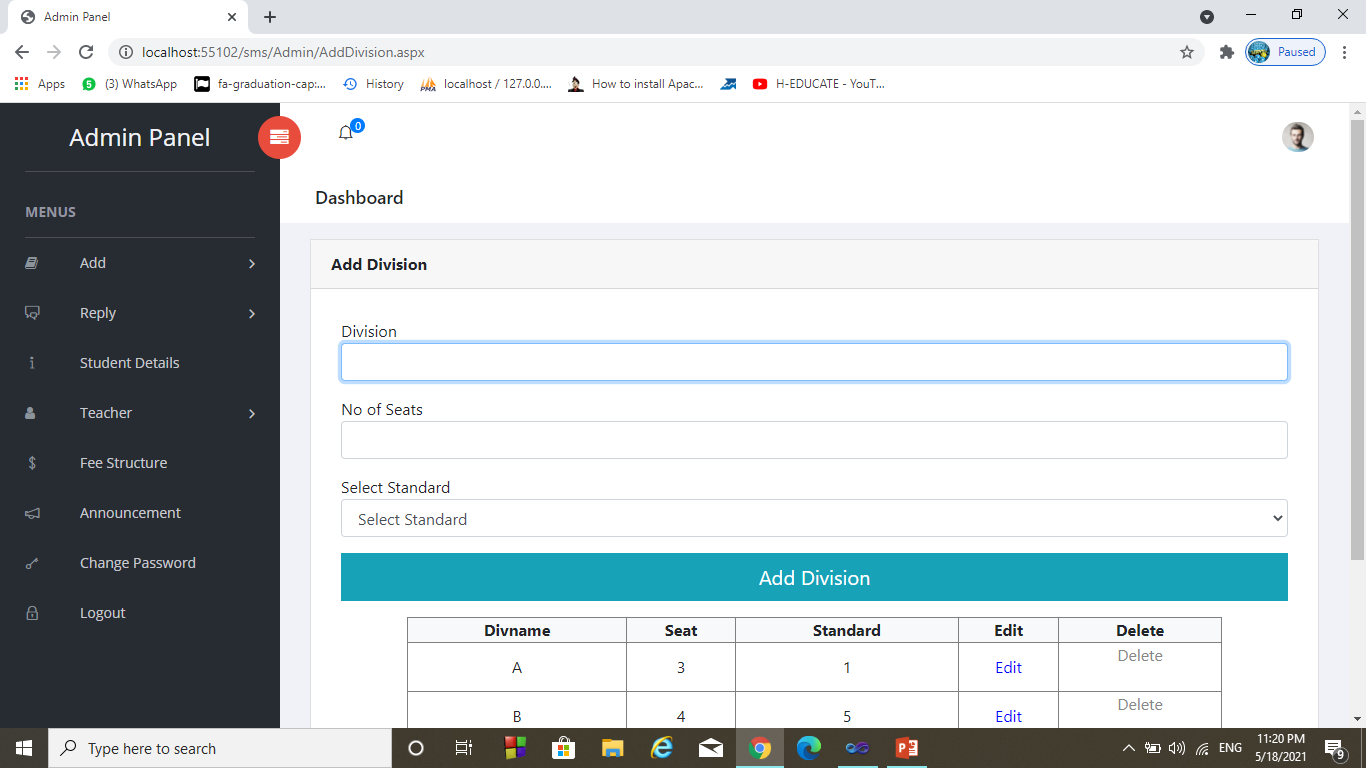 Admin Panel
localhost:55102/sms/Admin/AddDivision.aspx
Paused
Apps
5
(3) WhatsApp
fa-graduation-cap:...
History
PMA
localhost / 127.0.0....
How to install Apac...
H-EDUCATE - YouT...
Admin Panel
0
Dashboard
MENUS
Add
Reply
Student Details
Teacher
$ Fee Structure
Announcement
Change Password
Logout
Add Division
Division
No of Seats
Select Standard
Select Standard
Add Division
Divname Seat Standard Edit Delete
A 3 1 Edit Delete
B 4 5 Edit Delete
Type here to search
ENG
11:20 PM
5/18/2021
9